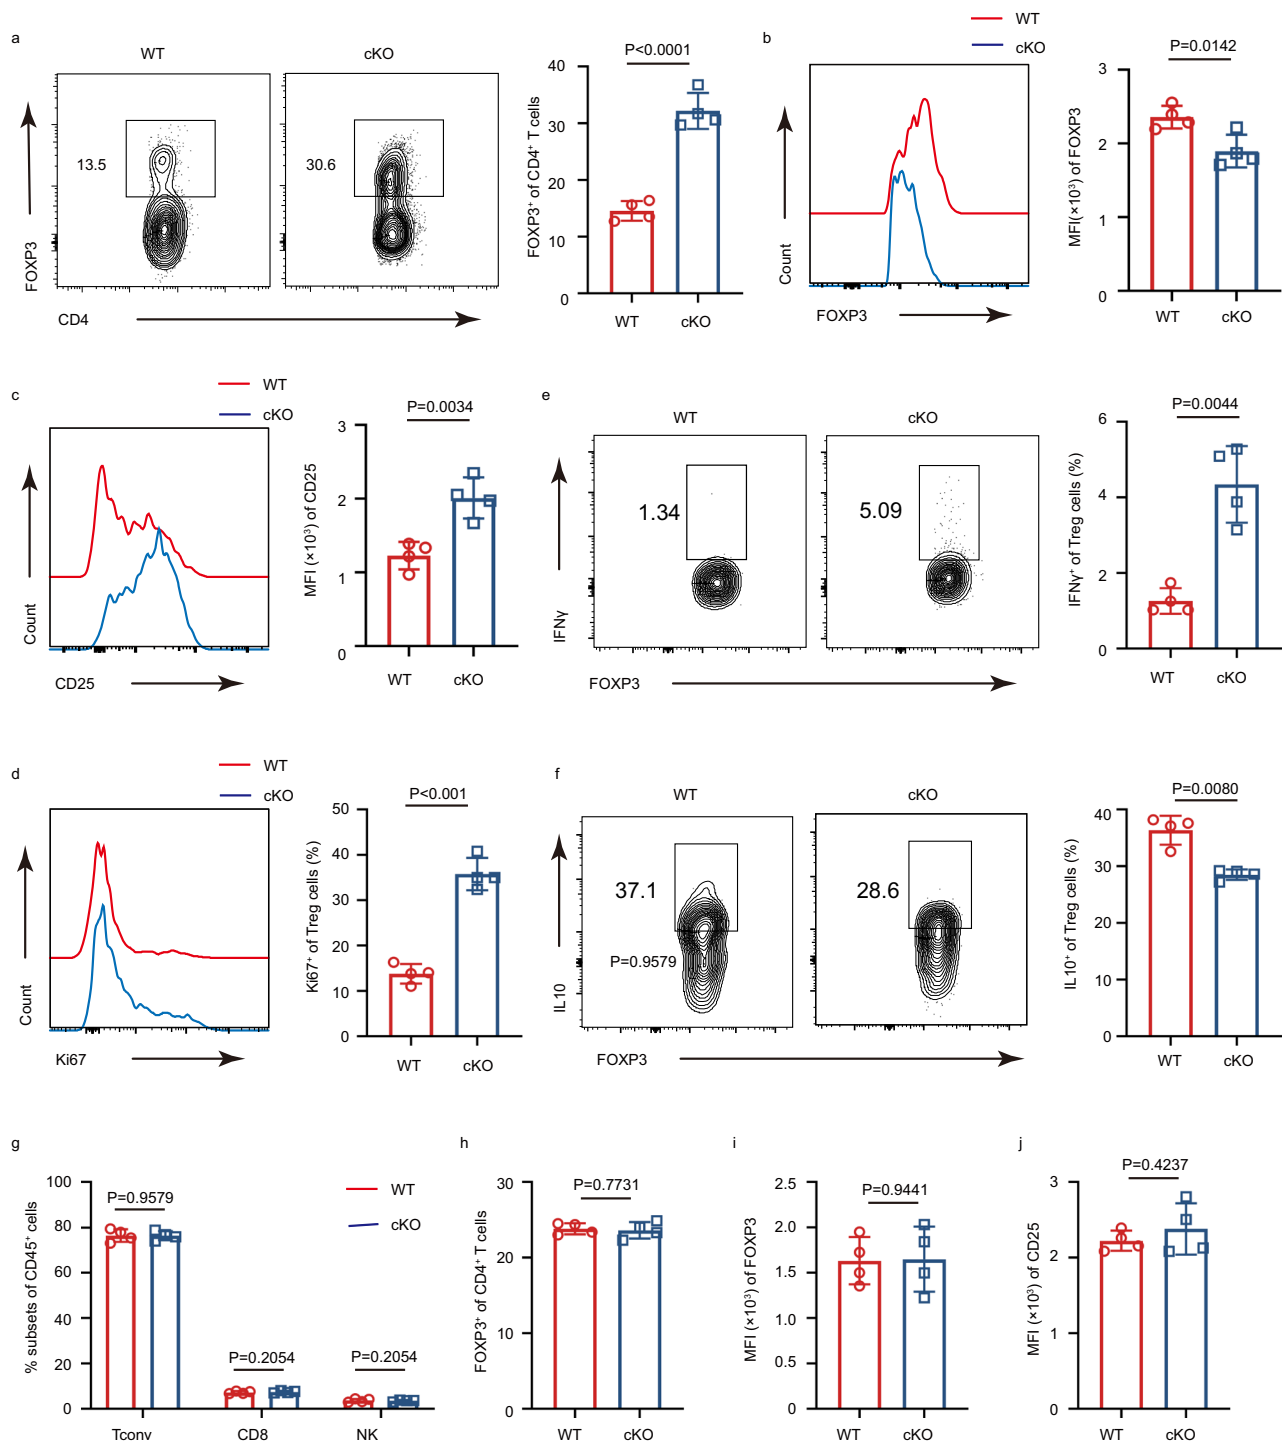 a
WT
cKO
13.5
30.6
FOXP3
CD4
P<0.0001
FOXP3⁺ of CD4⁺ T cells
40
30
20
10
0
WT
cKO
b
WT
cKO
Count
FOXP3
P=0.0142
MFI(×10³) of FOXP3
3
2
1
0
WT
cKO
c
WT
cKO
Count
CD25
P=0.0034
MFI (×10³) of CD25
3
2
1
0
WT
cKO
e
WT
cKO
1.34
5.09
IFNγ
FOXP3
P=0.0044
IFNγ⁺ of Treg cells (%)
6
4
2
0
WT
cKO
d
WT
cKO
Count
Ki67
P<0.001
Ki67⁺ of Treg cells (%)
50
40
30
20
10
0
WT
cKO
f
WT
cKO
37.1
28.6
P=0.9579
IL10
FOXP3
P=0.0080
IL10⁺ of Treg cells (%)
40
30
20
10
0
WT
cKO
g
WT
cKO
% subsets of CD45⁺ cells
100
80
60
40
20
0
P=0.9579
P=0.2054
P=0.2054
Tconv
CD8
NK
h
P=0.7731
FOXP3⁺ of CD4⁺ T cells
30
20
10
0
WT
cKO
i
P=0.9441
MFI (×10³) of FOXP3
2.5
2.0
1.5
1.0
0.5
0
WT
cKO
j
P=0.4237
MFI (×10³) of CD25
3
2
1
0
WT
cKO